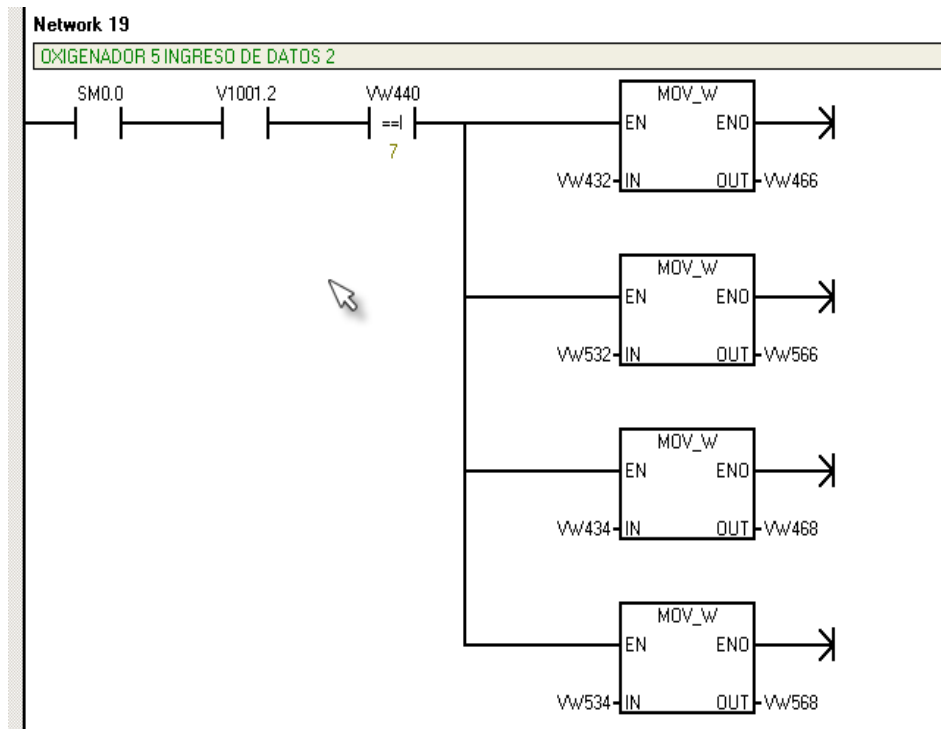 Network 19
OXIGENADOR 5 INGRESO DE DATOS 2
SM0.0 V1001.2 VW440
==I
7
MOV_W
EN ENO
VW432 IN OUT VW466
MOV_W
EN ENO
VW532 IN OUT VW566
MOV_W
EN ENO
VW434 IN OUT VW468
MOV_W
EN ENO
VW534 IN OUT VW568